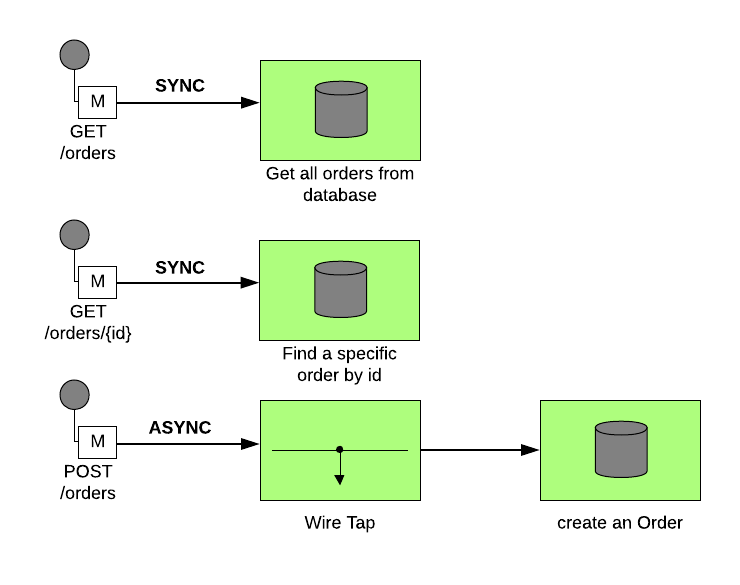 SYNC
M
GET
/orders
Get all orders from
database
SYNC
M
GET
/orders/{id}
Find a specific
order by id
ASYNC
M
POST
/orders
Wire Tap
create an Order